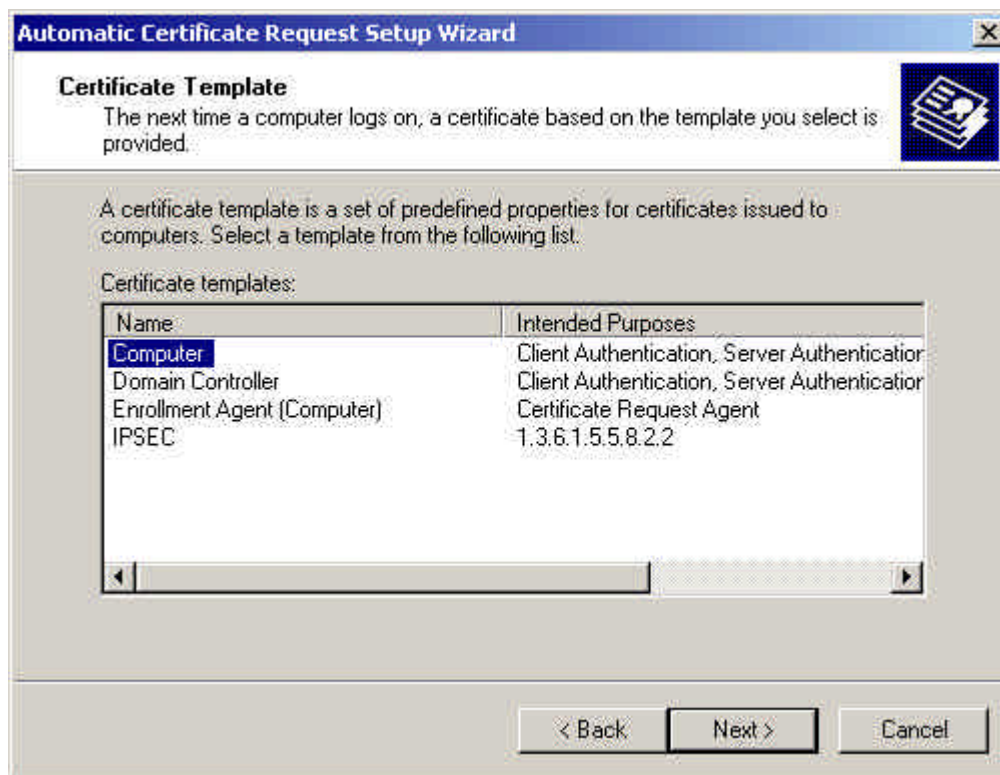 Automatic Certificate Request Setup Wizard
Certificate Template
The next time a computer logs on, a certificate based on the template you select is
provided.
A certificate template is a set of predefined properties for certificates issued to
computers. Select a template from the following list.
Certificate templates:
Name Intended Purposes
Computer Client Authentication, Server Authentication
Domain Controller Client Authentication, Server Authentication
Enrollment Agent (Computer) Certificate Request Agent
IPSEC 1.3.6.1.5.5.8.2.2
< Back Next > Cancel